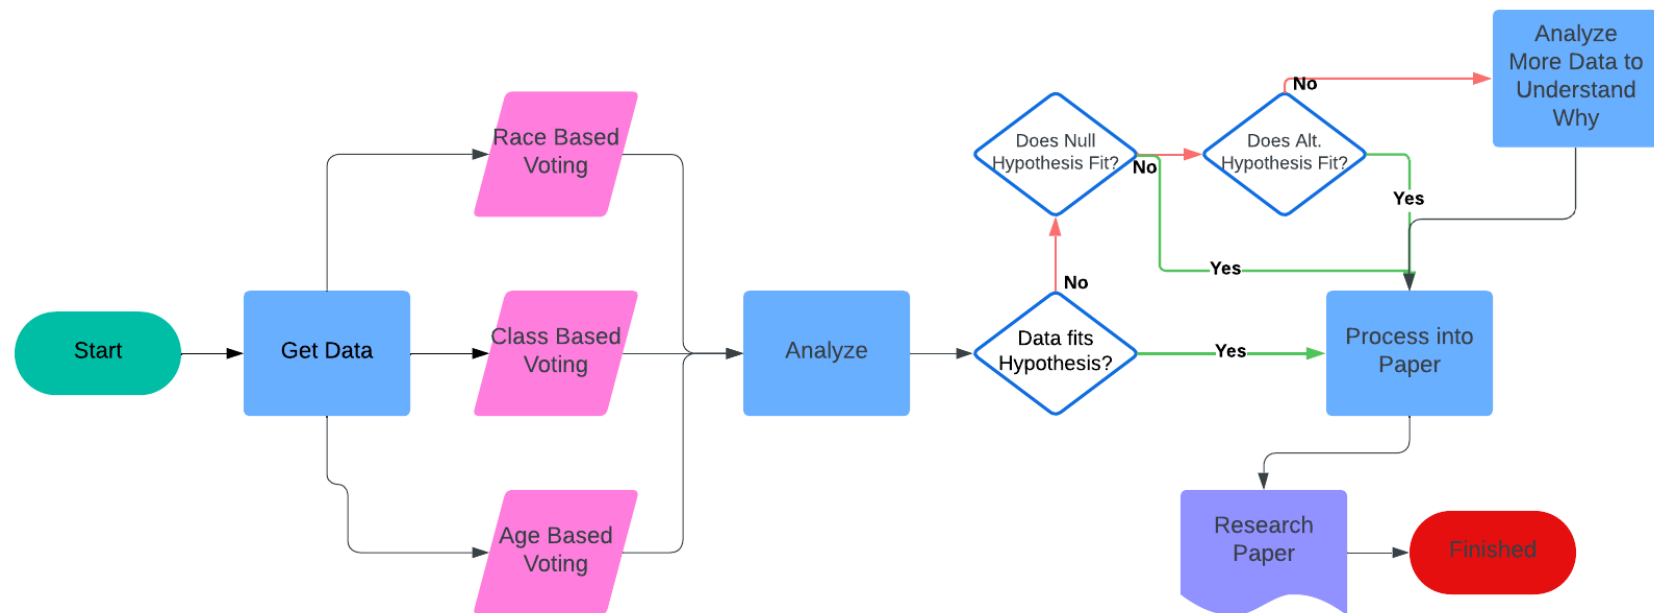 Start
Get Data
Race Based
Voting
Class Based
Voting
Age Based
Voting
Analyze
Data fits
Hypothesis?
No
Yes
Does Null
Hypothesis Fit?
No
Yes
Does Alt.
Hypothesis Fit?
No
Yes
Analyze
More Data to
Understand
Why
Process into
Paper
Research
Paper
Finished